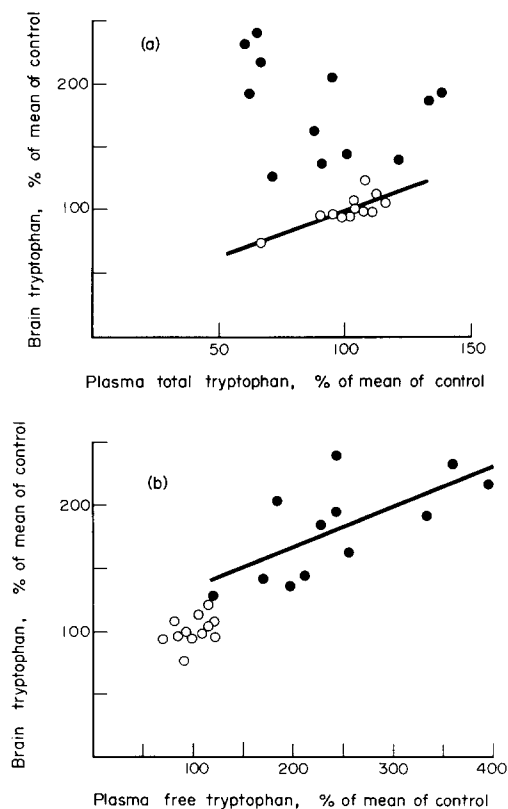 (a)
200
100
50
100
150
Brain tryptophan, % of mean of control
Plasma total tryptophan, % of mean of control
(b)
200
100
100
200
300
400
Brain tryptophan, % of mean of control
Plasma free tryptophan, % of mean of control